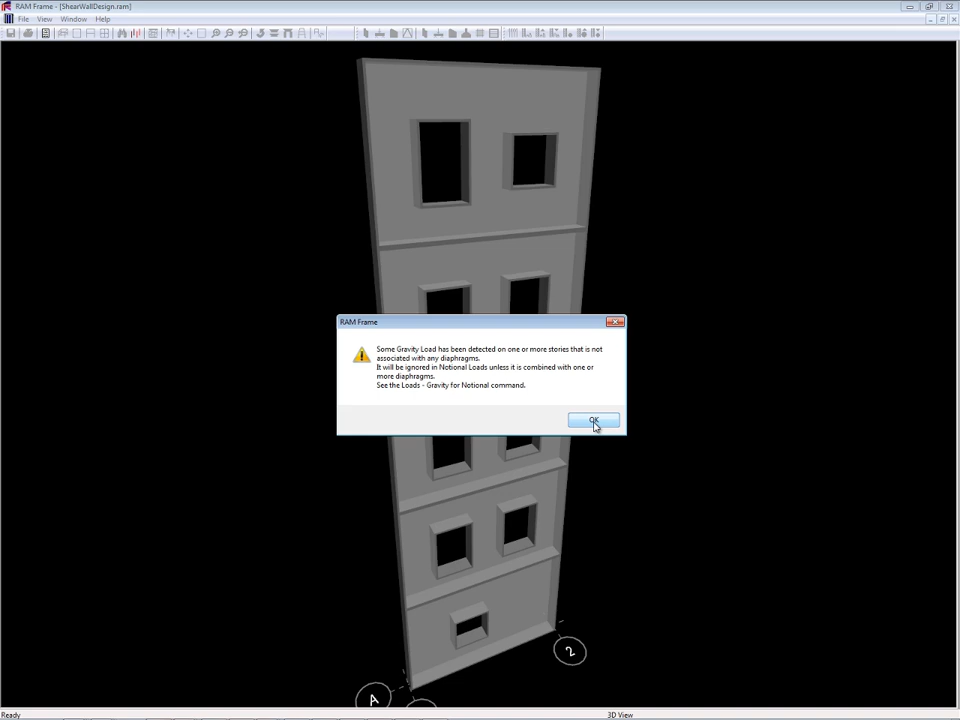 RAM Frame - [ShearWallDesign.ram]
File View Window Help
RAM Frame
Some Gravity Load has been detected on one or more stories that is not
associated with any diaphragms.
It will be ignored in Notional Loads unless it is combined with one or
more diaphragms.
See the Loads - Gravity for Notional command.
OK
2
A
Ready 3D View